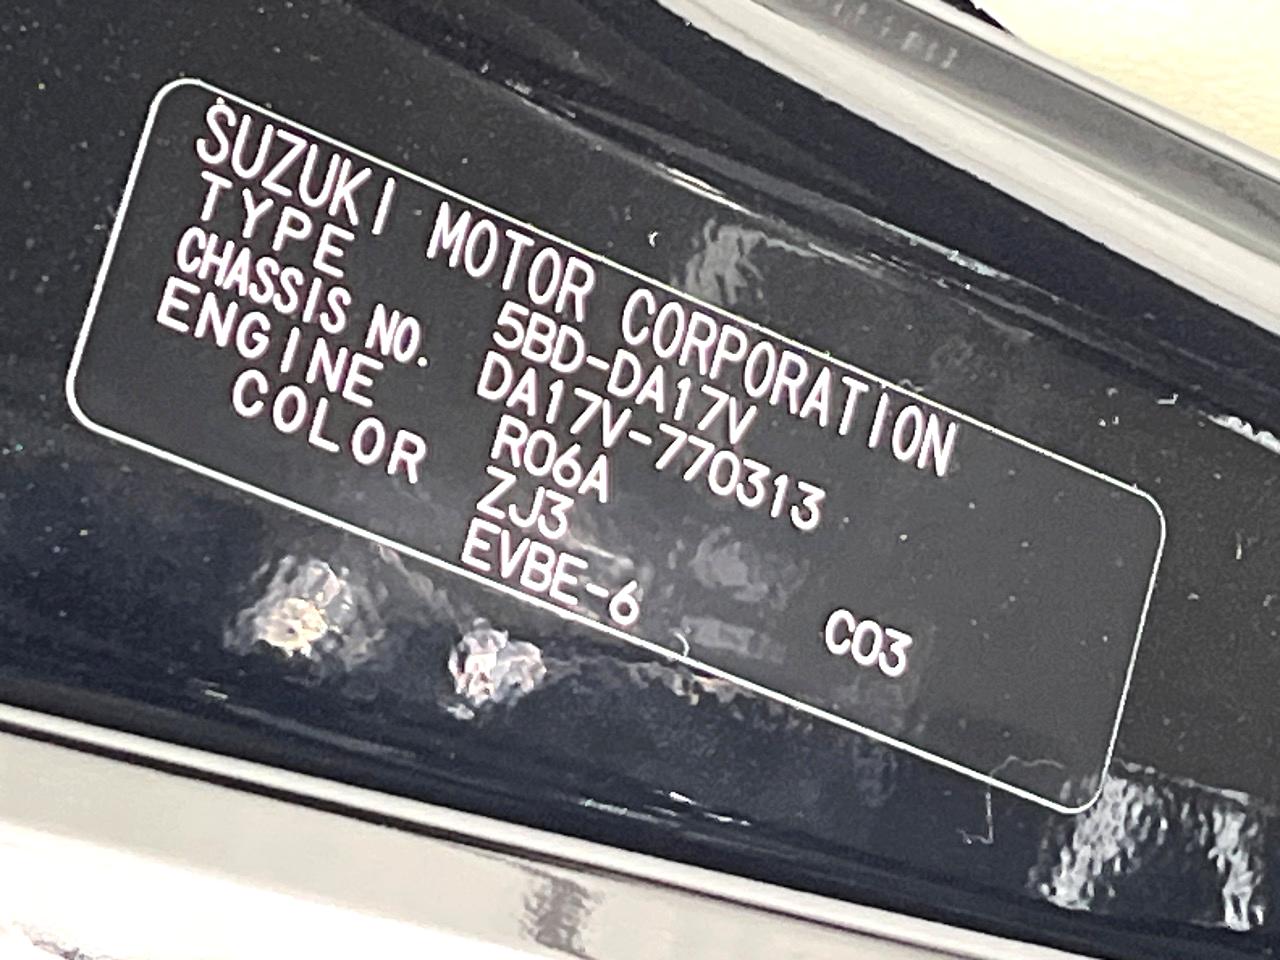 SUZUKI MOTOR CORPORATION
TYPE 5BD-DA17V
CHASSIS NO. DA17V-770313
ENGINE R06A
COLOR ZJ3
EVBE-6 C03